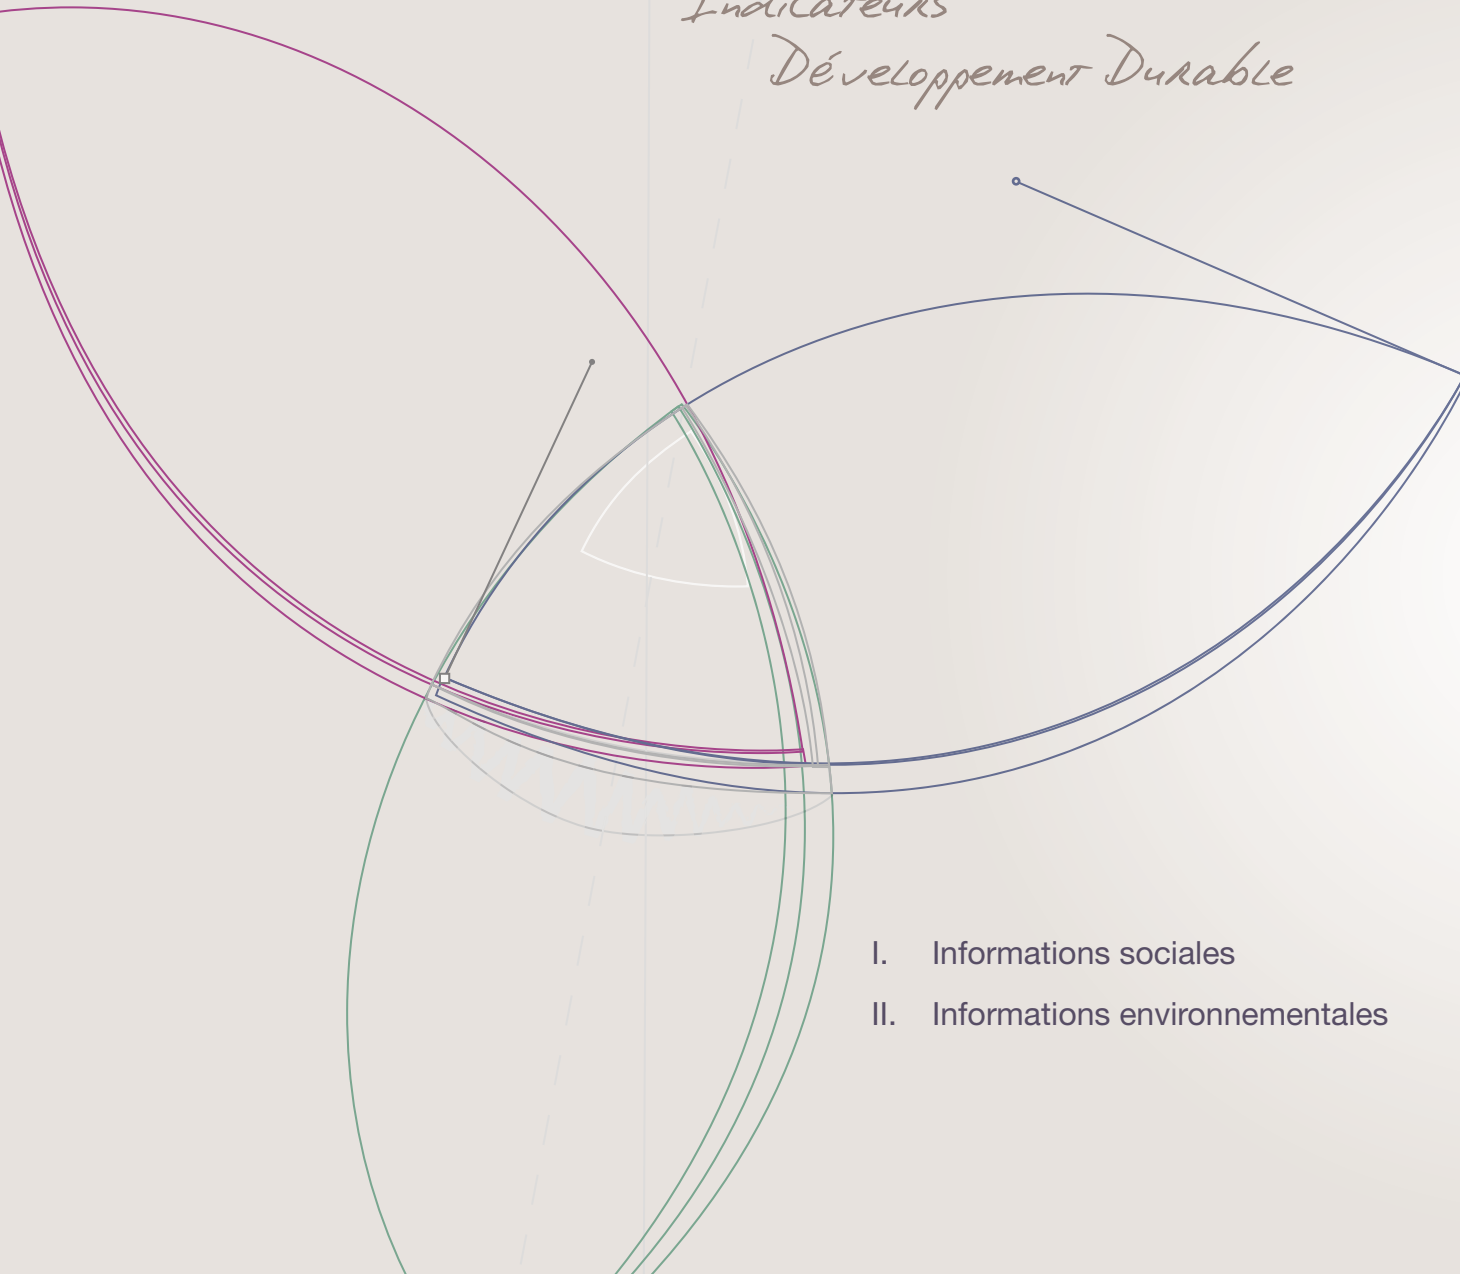 Indicateurs
Développement Durable
I. Informations sociales
II. Informations environnementales